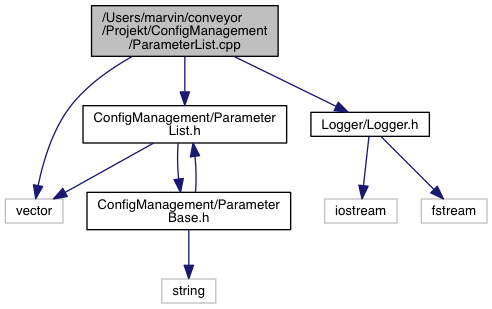 /Users/marvin/conveyor
/Projekt/ConfigManagement
/ParameterList.cpp
ConfigManagement/Parameter
List.h
Logger/Logger.h
vector
ConfigManagement/Parameter
Base.h
iostream
fstream
string